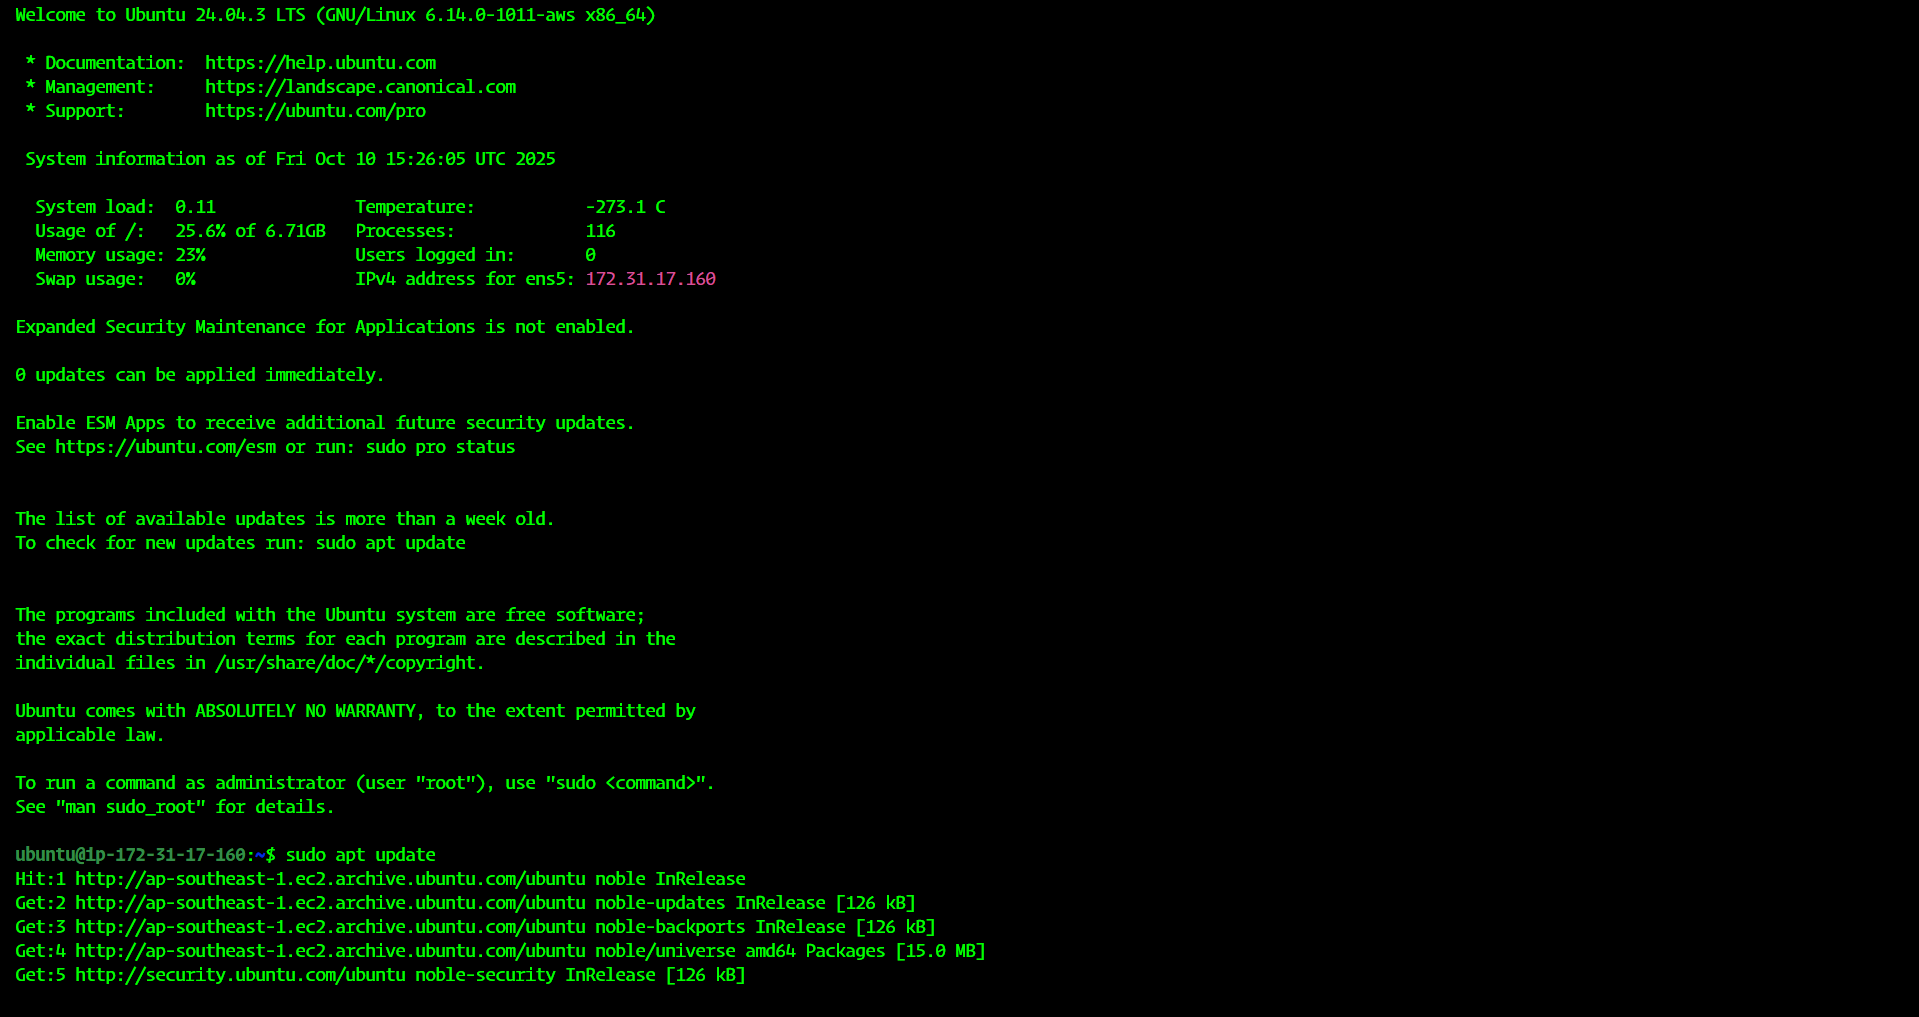 Welcome to Ubuntu 24.04.3 LTS (GNU/Linux 6.14.0-1011-aws x86_64)

 * Documentation:  https://help.ubuntu.com
 * Management:     https://landscape.canonical.com
 * Support:        https://ubuntu.com/pro

 System information as of Fri Oct 10 15:26:05 UTC 2025

  System load:  0.11              Temperature:           -273.1 C
  Usage of /:   25.6% of 6.71GB   Processes:             116
  Memory usage: 23%               Users logged in:       0
  Swap usage:   0%                IPv4 address for ens5: 172.31.17.160

Expanded Security Maintenance for Applications is not enabled.

0 updates can be applied immediately.

Enable ESM Apps to receive additional future security updates.
See https://ubuntu.com/esm or run: sudo pro status


The list of available updates is more than a week old.
To check for new updates run: sudo apt update


The programs included with the Ubuntu system are free software;
the exact distribution terms for each program are described in the
individual files in /usr/share/doc/*/copyright.

Ubuntu comes with ABSOLUTELY NO WARRANTY, to the extent permitted by
applicable law.

To run a command as administrator (user "root"), use "sudo <command>".
See "man sudo_root" for details.

ubuntu@ip-172-31-17-160:~$ sudo apt update
Hit:1 http://ap-southeast-1.ec2.archive.ubuntu.com/ubuntu noble InRelease
Get:2 http://ap-southeast-1.ec2.archive.ubuntu.com/ubuntu noble-updates InRelease [126 kB]
Get:3 http://ap-southeast-1.ec2.archive.ubuntu.com/ubuntu noble-backports InRelease [126 kB]
Get:4 http://ap-southeast-1.ec2.archive.ubuntu.com/ubuntu noble/universe amd64 Packages [15.0 MB]
Get:5 http://security.ubuntu.com/ubuntu noble-security InRelease [126 kB]